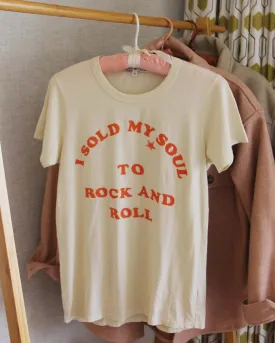 I SOLD MY SOUL
TO
ROCK AND
ROLL